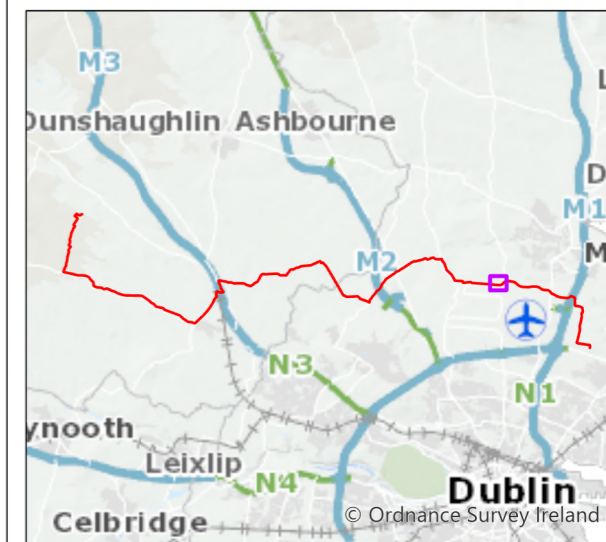 M3
L
Dunshaughlin Ashbourne
D
M1
M
M2
N3
N1
ynooth
Leixlip
N4
Dublin
Celbridge
© Ordnance Survey Ireland